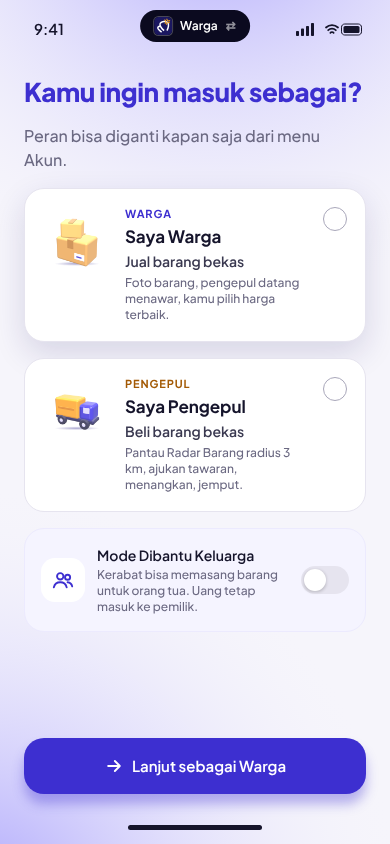 9:41
Warga
Kamu ingin masuk sebagai?
Peran bisa diganti kapan saja dari menu
Akun.
WARGA
Saya Warga
Jual barang bekas
Foto barang, pengepul datang
menawar, kamu pilih harga
terbaik.
PENGEPUL
Saya Pengepul
Beli barang bekas
Pantau Radar Barang radius 3
km, ajukan tawaran,
menangkan, jemput.
Mode Dibantu Keluarga
Kerabat bisa memasang barang
untuk orang tua. Uang tetap
masuk ke pemilik.
Lanjut sebagai Warga